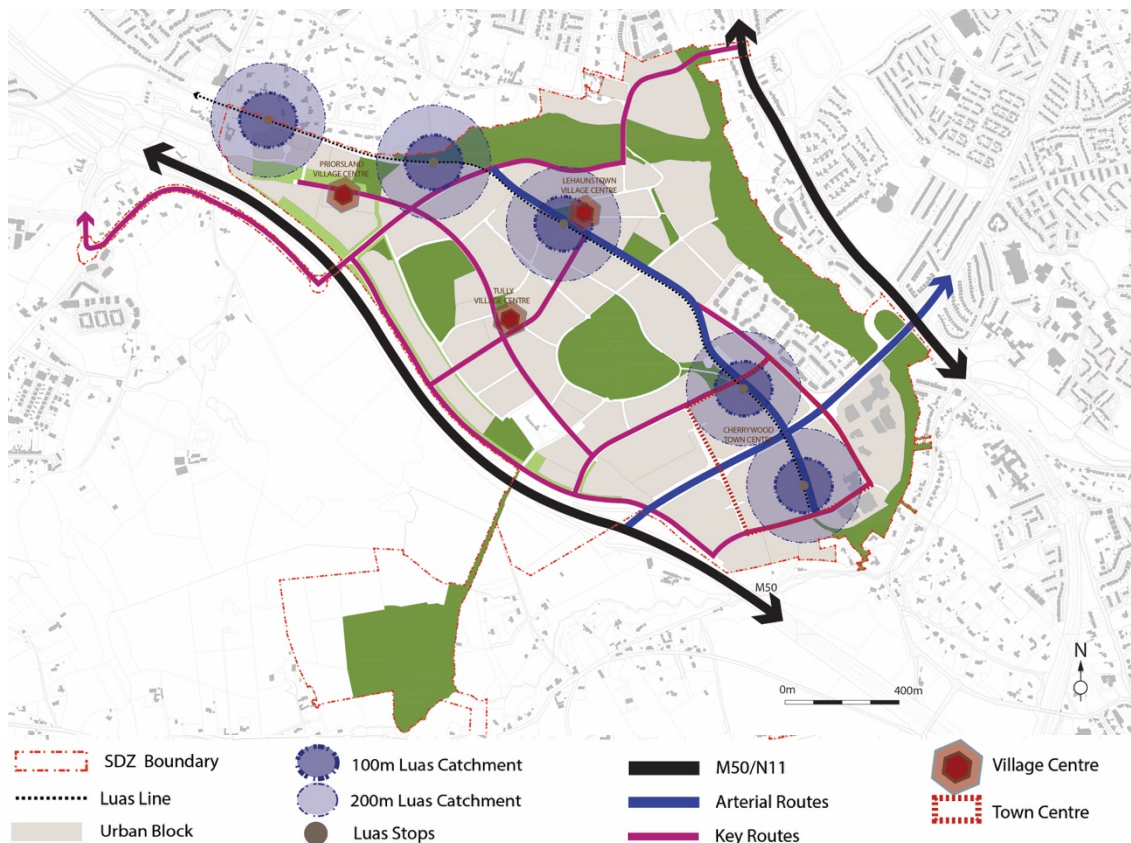 PRIORSLAND
VILLAGE CENTRE
LEHAUNSTOWN
VILLAGE CENTRE
TULLY
VILLAGE CENTRE
CHERRYWOOD
TOWN CENTRE
M50
N
0m
400m
SDZ Boundary
Luas Line
Urban Block
100m Luas Catchment
200m Luas Catchment
Luas Stops
M50/N11
Arterial Routes
Key Routes
Village Centre
Town Centre